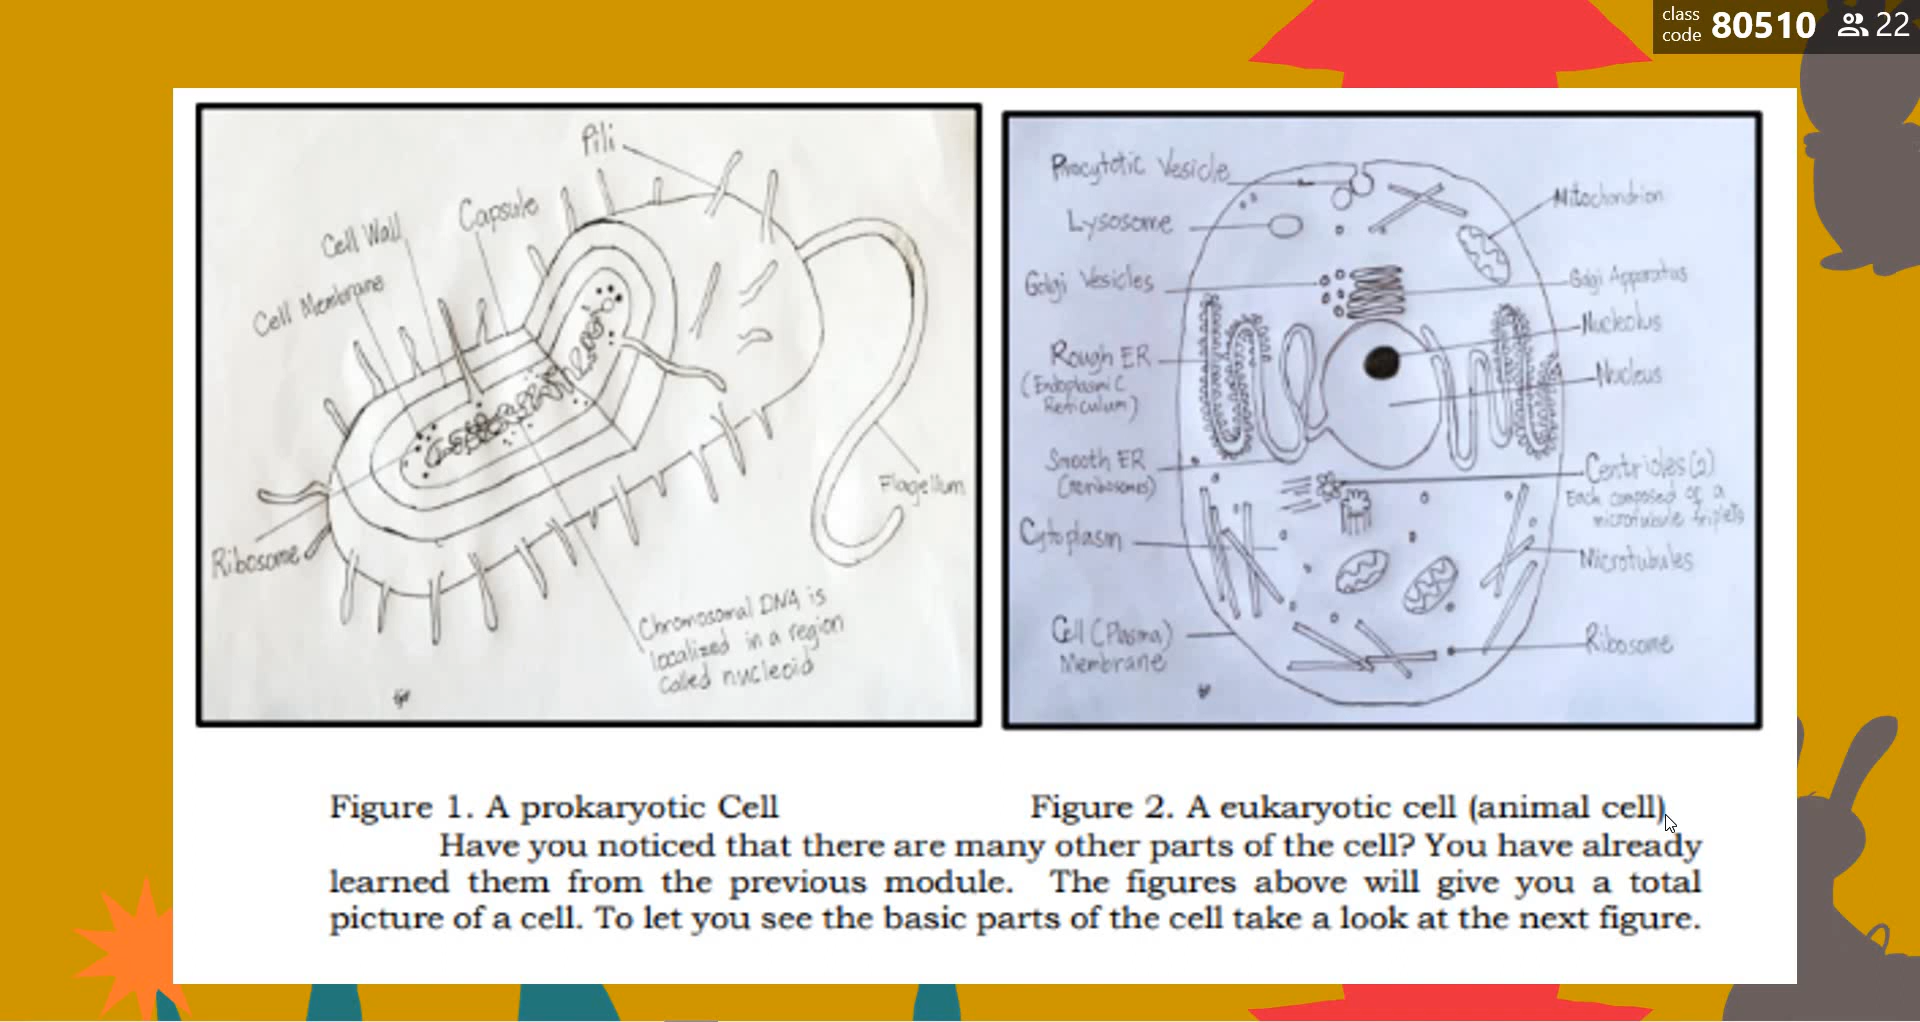 class
code 80510 22
Pili
Capsule
Cell Wall
Cell Membrane
Flagellum
Ribosome
Chromosomal DNA is
localized in a region
called nucleoid
Pinocytotic Vesicle
Lysosome
Golgi Vesicles
Rough ER
(Endoplasmic
Reticulum)
Smooth ER
Cytoplasm
Cell (Plasma)
Membrane
Mitochondrion
Golgi Apparatus
Nucleolus
Nucleus
Centrioles (2)
Each composed of a
microtubule triplets
Microtubules
Ribosome
Figure 1. A prokaryotic Cell
Figure 2. A eukaryotic cell (animal cell)
Have you noticed that there are many other parts of the cell? You have already
learned them from the previous module. The figures above will give you a total
picture of a cell. To let you see the basic parts of the cell take a look at the next figure.